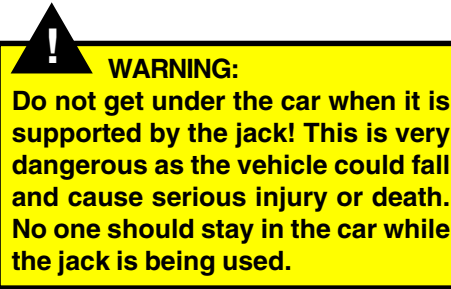 !
WARNING:
Do not get under the car when it is
supported by the jack! This is very
dangerous as the vehicle could fall
and cause serious injury or death.
No one should stay in the car while
the jack is being used.